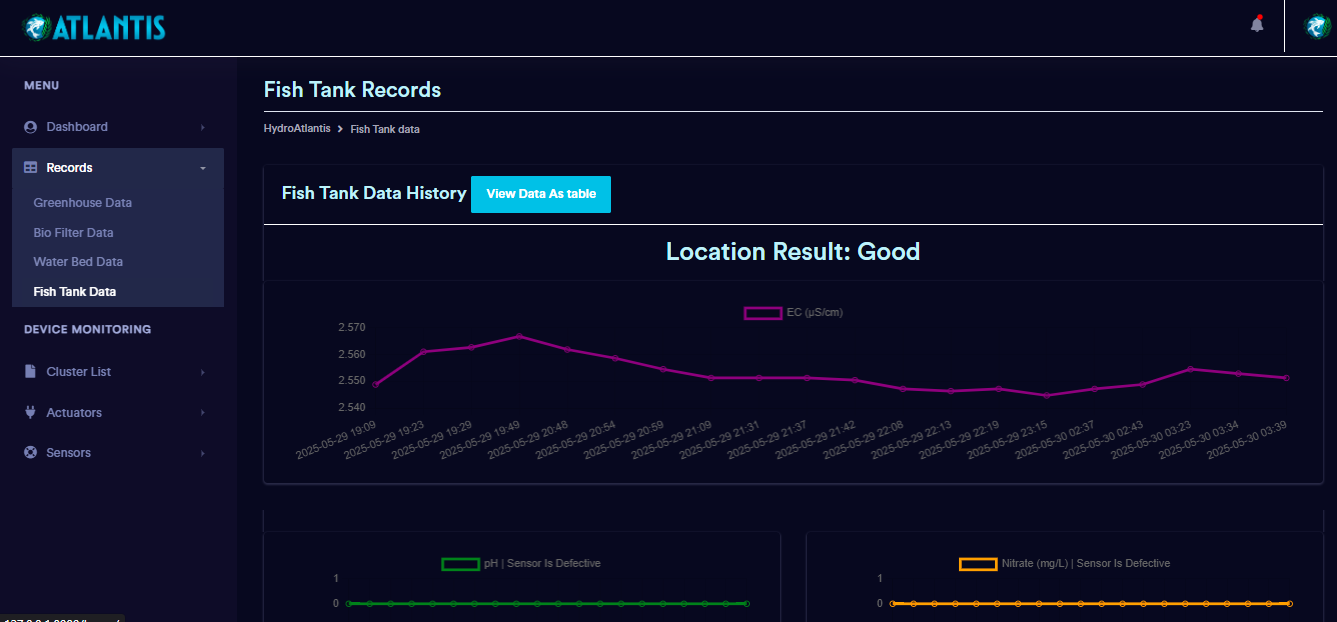 ATLANTIS
MENU
Dashboard
Records
Greenhouse Data
Bio Filter Data
Water Bed Data
Fish Tank Data
DEVICE MONITORING
Cluster List
Actuators
Sensors
Fish Tank Records
HydroAtlantis > Fish Tank data
Fish Tank Data History View Data As table
Location Result: Good
EC (µS/cm)
2.570
2.560
2.550
2.540
2025-05-29 19:09
2025-05-29 19:23
2025-05-29 19:29
2025-05-29 19:49
2025-05-29 20:48
2025-05-29 20:54
2025-05-29 20:59
2025-05-29 21:09
2025-05-29 21:31
2025-05-29 21:37
2025-05-29 21:42
2025-05-29 22:08
2025-05-29 22:13
2025-05-29 22:19
2025-05-29 23:15
2025-05-30 02:37
2025-05-30 02:43
2025-05-30 03:23
2025-05-30 03:34
2025-05-30 03:39
pH | Sensor Is Defective
1
0
Nitrate (mg/L) | Sensor Is Defective
1
0